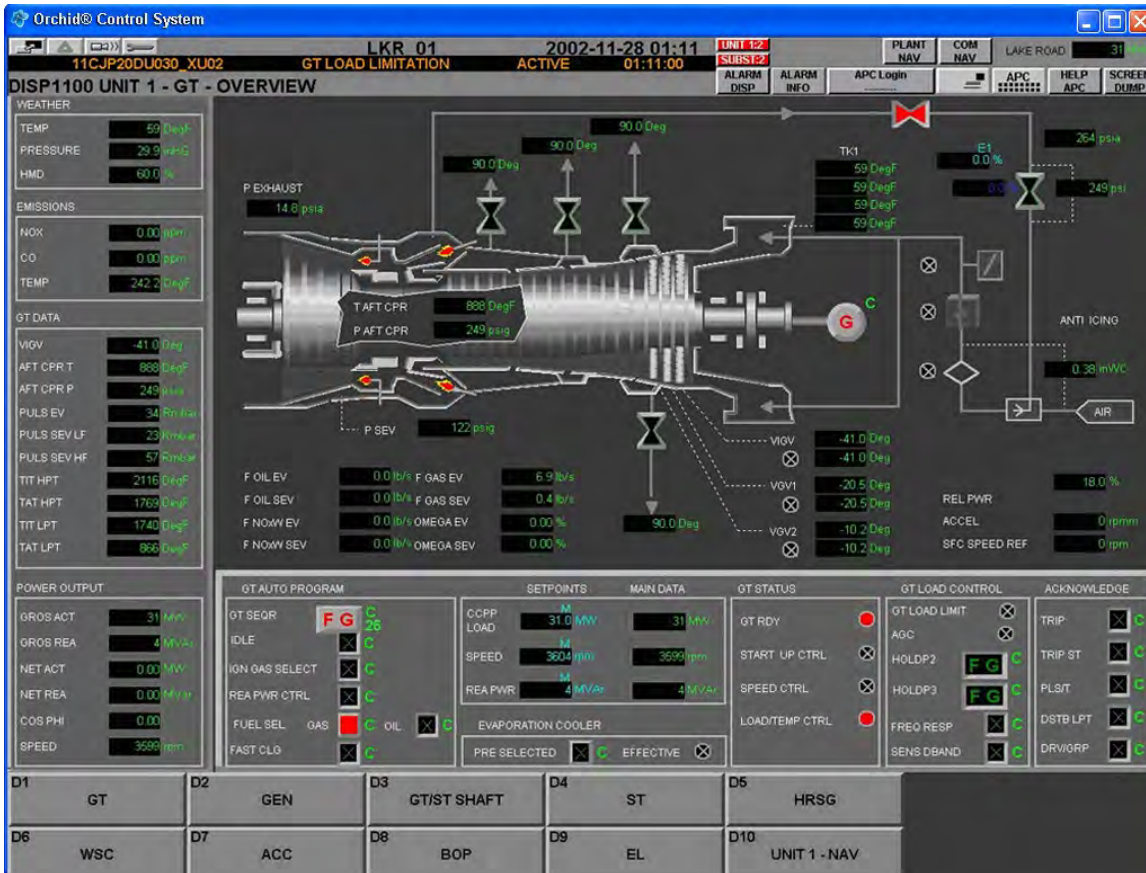 Orchid® Control System
LKR 01 2002-11-28 01:11 UNIT 1:2 PLANT NAV COM NAV LAKE ROAD 31
11CJP20DU030_XU02 GT LOAD LIMITATION ACTIVE 01:11:00 SUBST:2
DISP1100 UNIT 1 - GT - OVERVIEW ALARM DISP ALARM INFO APC Login APC HELP APC SCREEN DUMP
WEATHER
TEMP 59 DegF
PRESSURE 29.9 inHG
HMD 60.0 %
EMISSIONS
NOX 0.00 ppm
CO 0.00 ppm
TEMP 242.2 DegF
GT DATA
VIGV -41.0 Deg
AFT CPR T 888 DegF
AFT CPR P 249 psia
PULS EV 34 Rmbar
PULS SEV LF 23 Rmbar
PULS SEV HF 57 Rmbar
TIT HPT 2116 DegF
TAT HPT 1769 DegF
TIT LPT 1740 DegF
TAT LPT 866 DegF
POWER OUTPUT
GROS ACT 31 MW
GROS REA 4 MVAr
NET ACT 0.00 MW
NET REA 0.00 MVAr
COS PHI 0.00
SPEED 3599 rpm
90.0 Deg
90.0 Deg
90.0 Deg
P EXHAUST
14.8 psia
T AFT CPR 888 DegF
P AFT CPR 249 psig
P SEV 122 psig
TK1
59 DegF
59 DegF
59 DegF
59 DegF
E1
0.0 %
0.0 %
264 psia
249 psi
G C
ANTI ICING
0.38 mWC
AIR
F OIL EV 0.0 lb/s F GAS EV 6.9 lb/s
F OIL SEV 0.0 lb/s F GAS SEV 0.4 lb/s
F NOxW EV 0.0 lb/s OMEGA EV 0.00 %
F NOxW SEV 0.0 lb/s OMEGA SEV 0.00 %
90.0 Deg
VIGV -41.0 Deg
-41.0 Deg
VGV1 -20.5 Deg
-20.5 Deg
VGV2 -10.2 Deg
-10.2 Deg
18.0 %
REL PWR
ACCEL 0 rpmm
SFC SPEED REF 0 rpm
GT AUTO PROGRAM
GT SEQR F G C 26
IDLE C
IGN GAS SELECT C
REA PWR CTRL C
FUEL SEL GAS C OIL C
FAST CLG C
SETPOINTS MAIN DATA
CCPP LOAD M 31.0 MW 31 MW
SPEED 3604 rpm 3599 rpm
REA PWR M 4 MVAr 4 MVAr
EVAPORATION COOLER
PRE SELECTED C EFFECTIVE
GT STATUS
GT RDY
START UP CTRL
SPEED CTRL
LOAD/TEMP CTRL
GT LOAD CONTROL
GT LOAD LIMIT
AGC
HOLDP2 F G C
HOLDP3 F G C
FREQ RESP C
SENS DBAND C
ACKNOWLEDGE
TRIP C
TRIP ST C
PLS/T C
DSTB LPT C
DRV/GRP C
D1 GT D2 GEN D3 GT/ST SHAFT D4 ST D5 HRSG
D6 WSC D7 ACC D8 BOP D9 EL D10 UNIT 1 - NAV